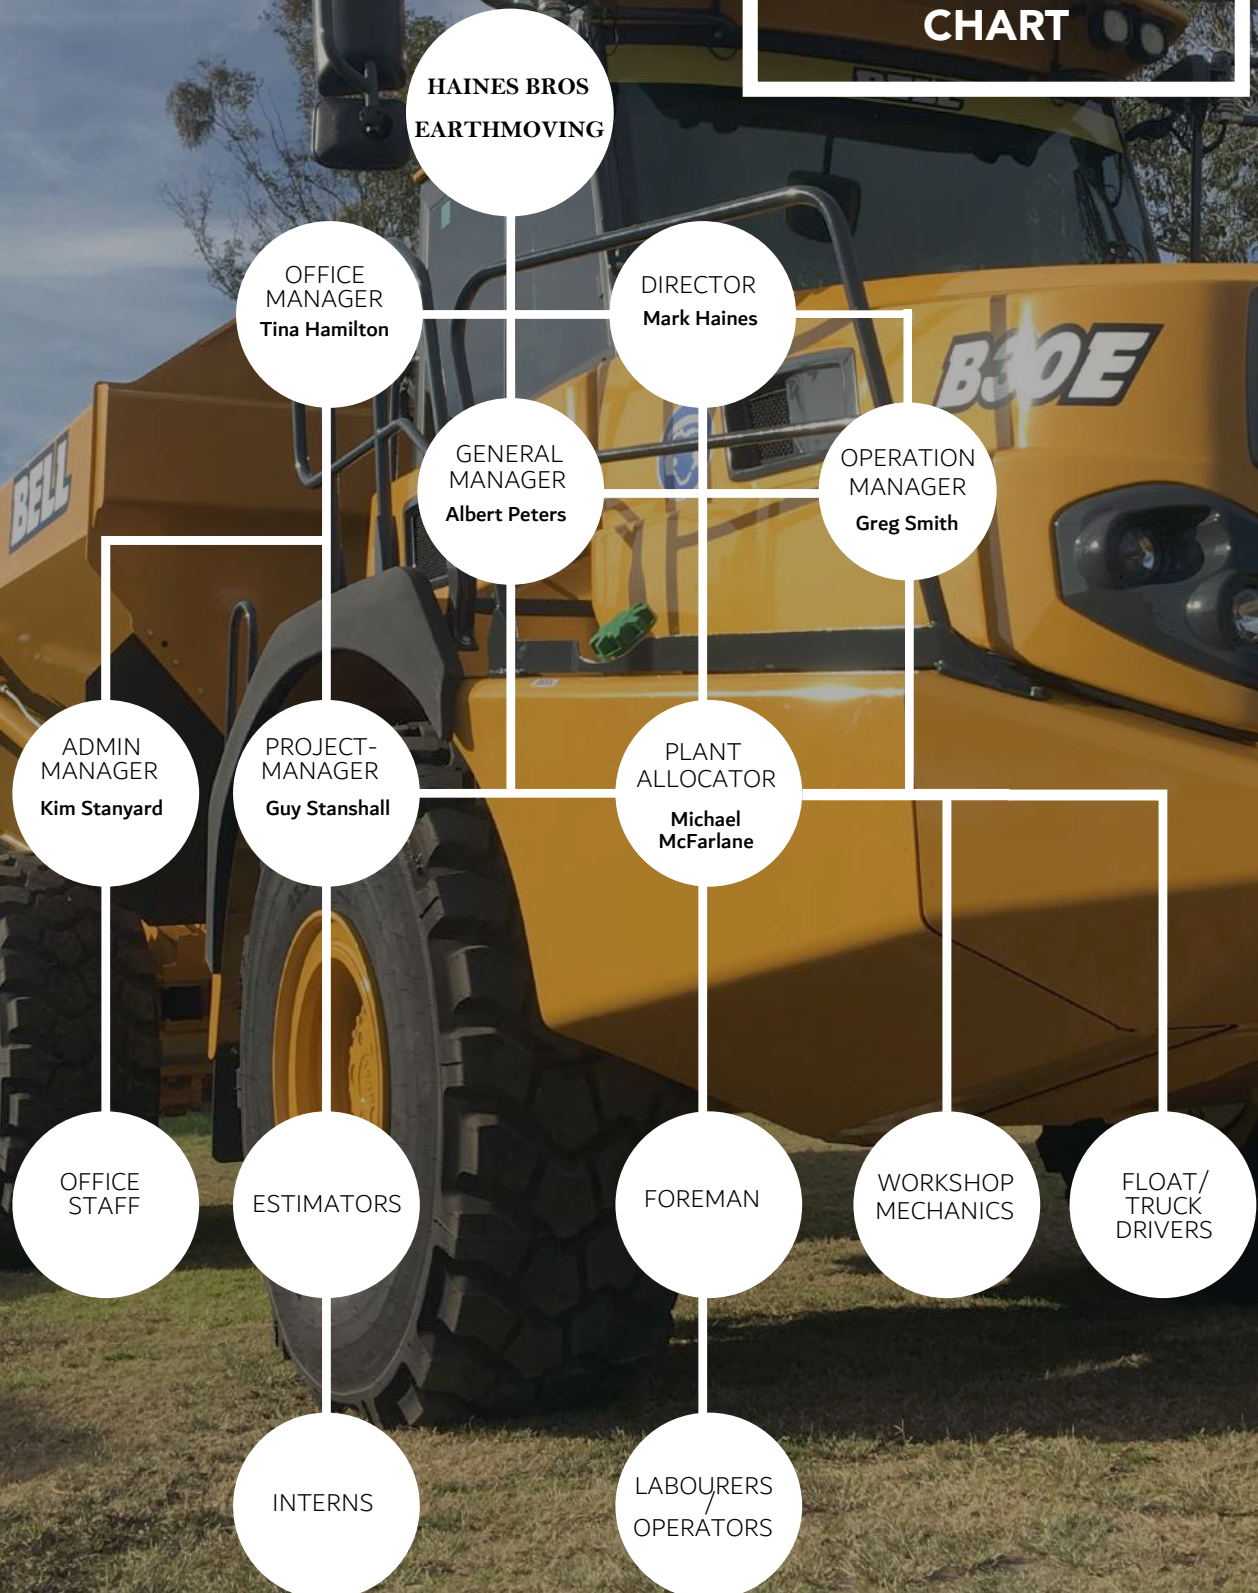 CHART
HAINES BROS
EARTHMOVING
OFFICE
MANAGER
Tina Hamilton
DIRECTOR
Mark Haines
B30E
BELL
GENERAL
MANAGER
Albert Peters
OPERATION
MANAGER
Greg Smith
ADMIN
MANAGER
Kim Stanyard
PROJECT-
MANAGER
Guy Stanshall
PLANT
ALLOCATOR
Michael
McFarlane
OFFICE
STAFF
ESTIMATORS
FOREMAN
WORKSHOP
MECHANICS
FLOAT/
TRUCK
DRIVERS
INTERNS
LABOURERS
/
OPERATORS